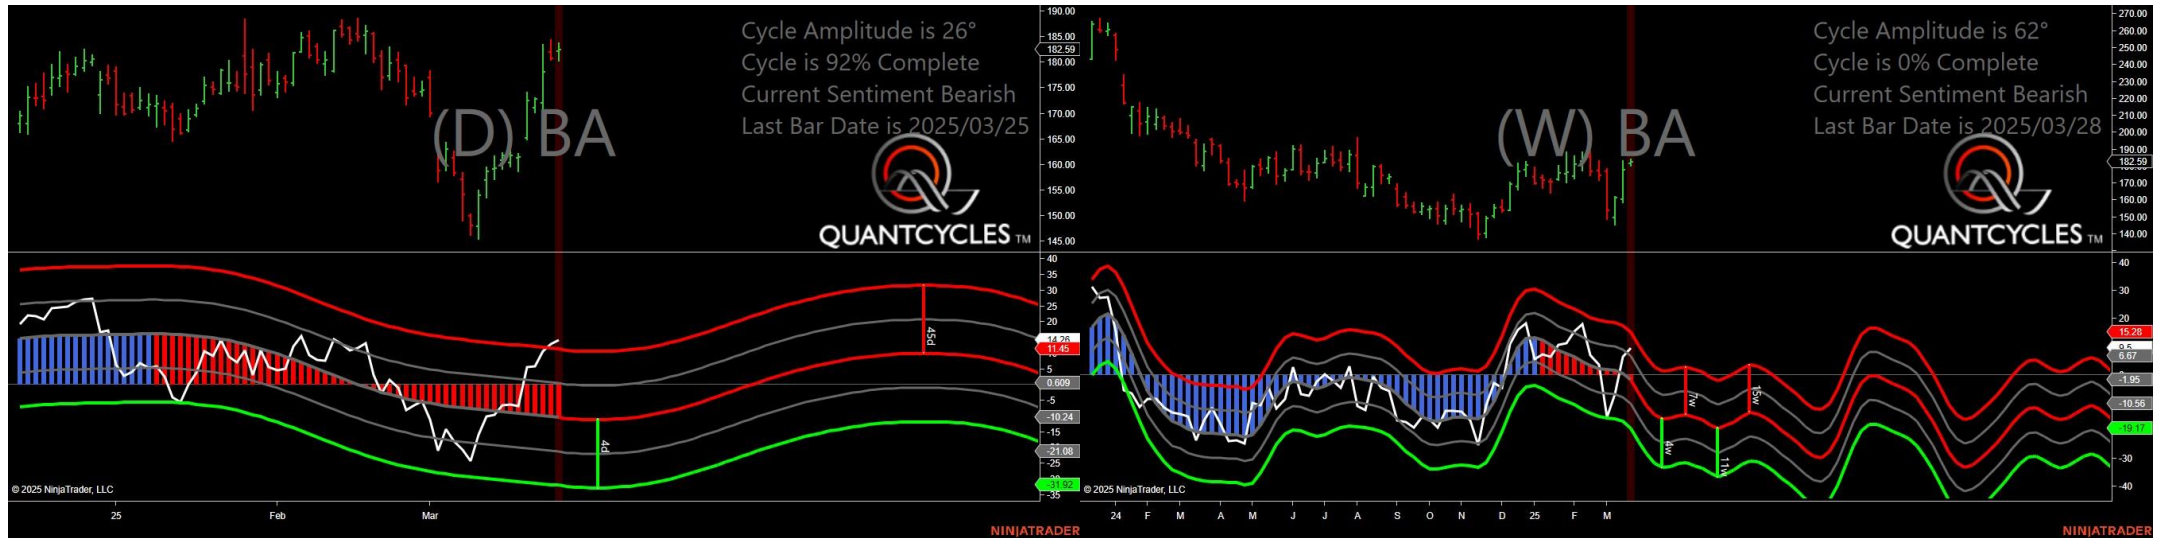 Cycle Amplitude is 26°
Cycle is 92% Complete
Current Sentiment Bearish
Last Bar Date is 2025/03/25
(D) BA
QUANTCYCLES TM
190.00
185.00
182.59
180.00
175.00
170.00
165.00
160.00
155.00
150.00
145.00
40
35
30
25
20
14.26
11.45
5
0.609
-5
-10.24
-15
-21.08
-25
-31.92
-35
45d
4d
© 2025 NinjaTrader, LLC
25
Feb
Mar
NINJATRADER
Cycle Amplitude is 62°
Cycle is 0% Complete
Current Sentiment Bearish
Last Bar Date is 2025/03/28
(W) BA
QUANTCYCLES TM
270.00
260.00
250.00
240.00
230.00
220.00
210.00
200.00
190.00
182.59
170.00
160.00
150.00
140.00
40
30
20
15.28
9.5
6.67
-1.95
-10.56
-19.17
-30
-40
7w
15w
4w
11w
© 2025 NinjaTrader, LLC
24
F
M
A
M
J
J
A
S
O
N
D
25
F
M
NINJATRADER